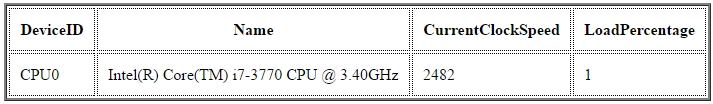 DeviceID Name CurrentClockSpeed LoadPercentage
CPU0 Intel(R) Core(TM) i7-3770 CPU @ 3.40GHz 2482 1